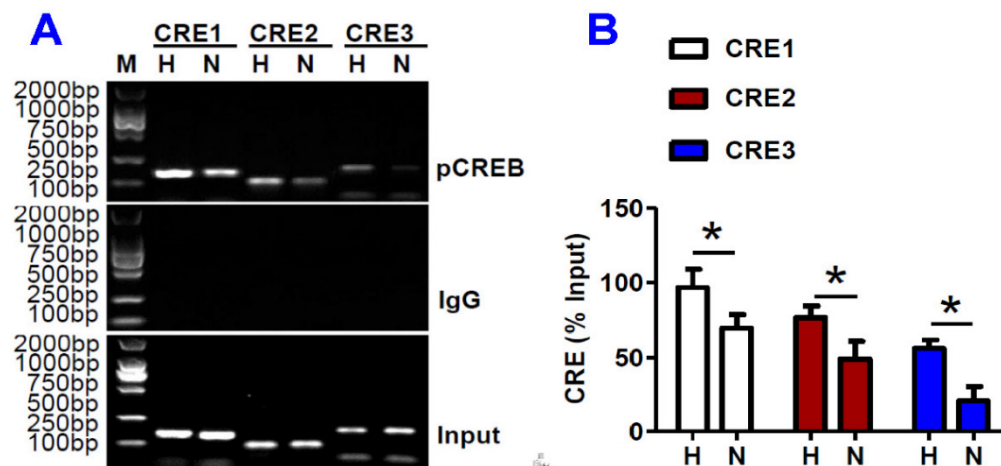 A
CRE1 CRE2 CRE3
M H N H N H N
2000bp
1000bp
750bp
500bp
250bp
100bp
pCREB
2000bp
1000bp
750bp
500bp
250bp
100bp
IgG
2000bp
1000bp
750bp
500bp
250bp
100bp
Input
B
CRE1
CRE2
CRE3
CRE (% Input)
150
100
50
0
* * *
H N H N H N